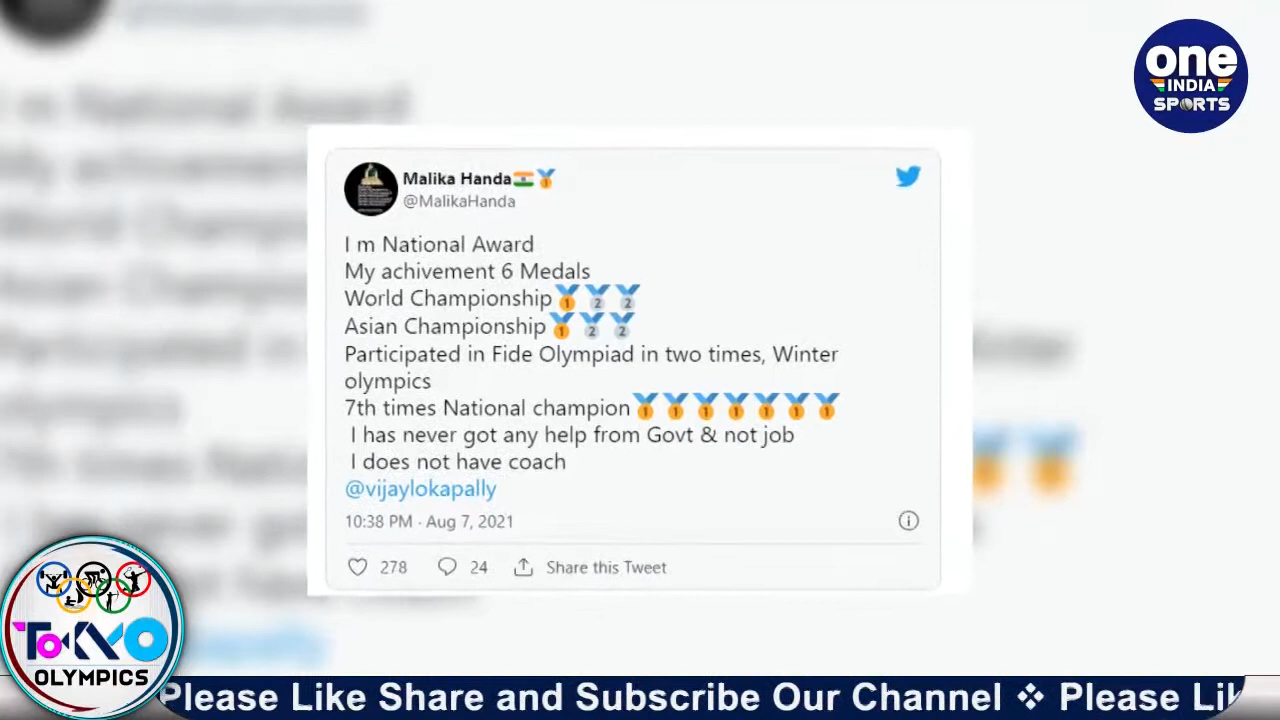 one
INDIA
SPORTS
Malika Handa🇮🇳🏅
@MalikaHanda
I m National Award
My achivement 6 Medals
World Championship🥇🥈🥈
Asian Championship🥇🥈🥈
Participated in Fide Olympiad in two times, Winter
olympics
7th times National champion🥇🥇🥇🥇🥇🥇🥇
I has never got any help from Govt & not job
I does not have coach
@vijaylokapally
10:38 PM · Aug 7, 2021
278 24 Share this Tweet
TOKYO
OLYMPICS
Please Like Share and Subscribe Our Channel ❖ Please Lik